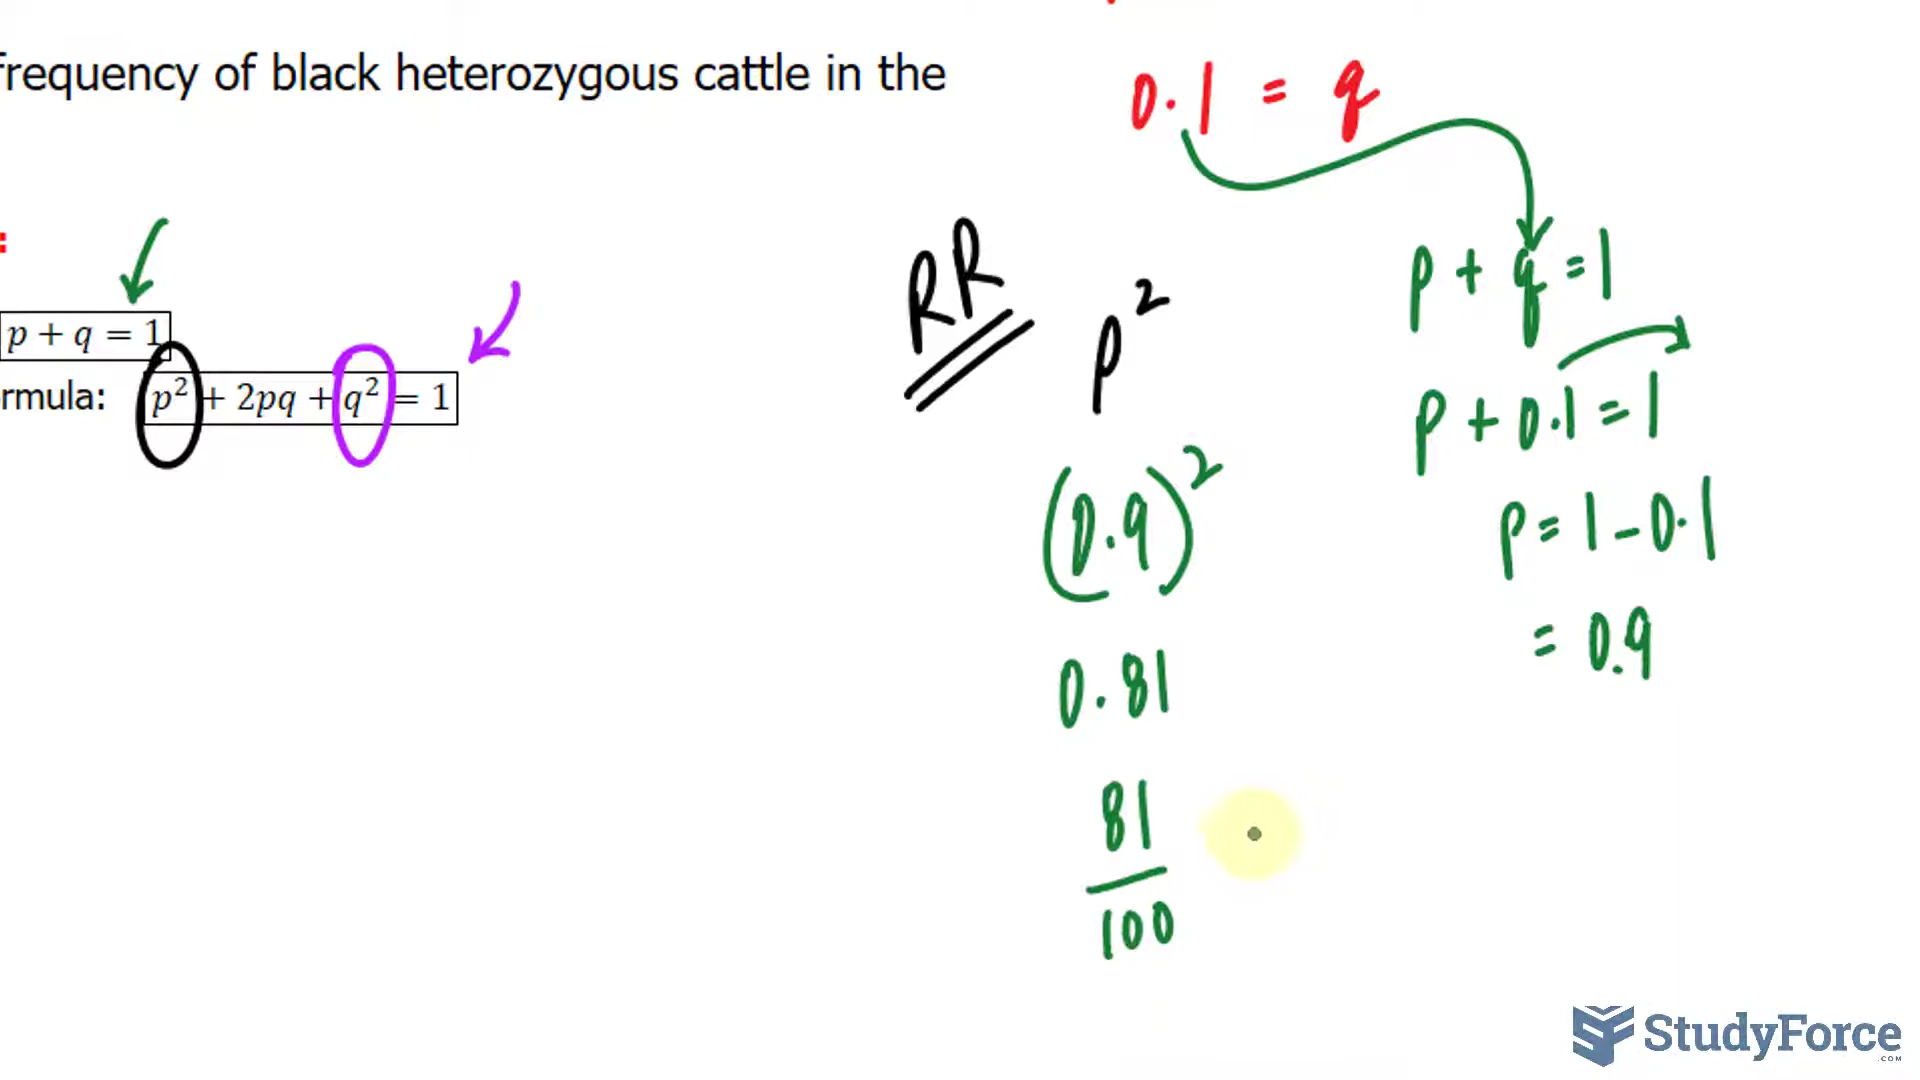 frequency of black heterozygous cattle in the
:
p + q = 1
rmula: p² + 2pq + q² = 1
0.1 = q
RR p²
(0.9)²
0.81
81
100
p + q = 1
p + 0.1 = 1
p = 1 - 0.1
= 0.9
StudyForce
.COM